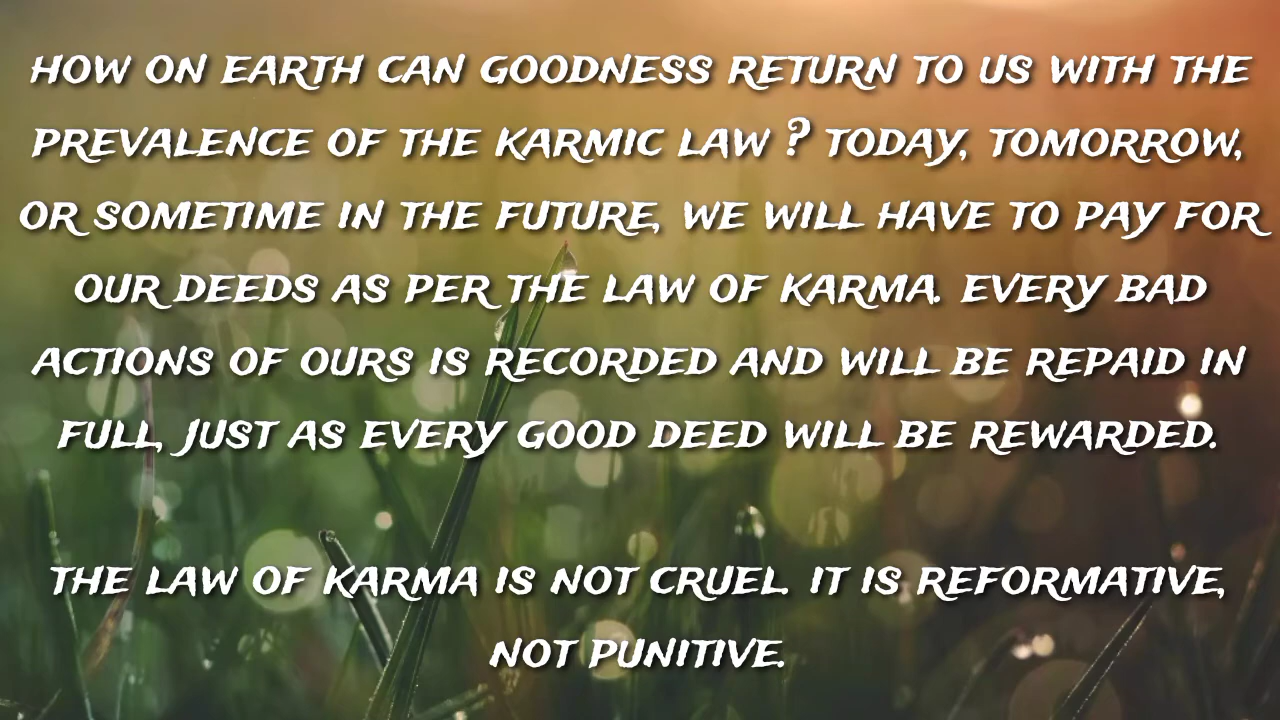 HOW ON EARTH CAN GOODNESS RETURN TO US WITH THE
PREVALENCE OF THE KARMIC LAW ? TODAY, TOMORROW,
OR SOMETIME IN THE FUTURE, WE WILL HAVE TO PAY FOR
OUR DEEDS AS PER THE LAW OF KARMA. EVERY BAD
ACTIONS OF OURS IS RECORDED AND WILL BE REPAID IN
FULL, JUST AS EVERY GOOD DEED WILL BE REWARDED.
THE LAW OF KARMA IS NOT CRUEL. IT IS REFORMATIVE,
NOT PUNITIVE.